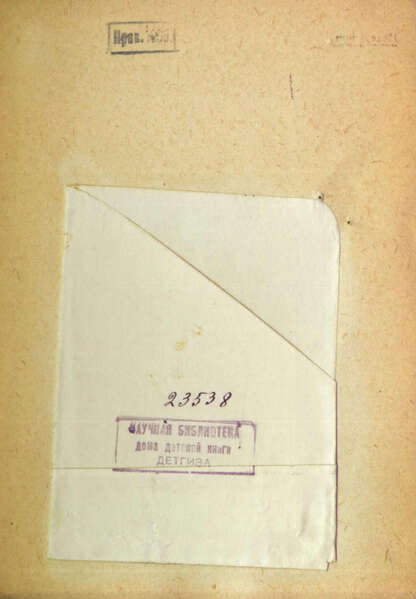 Пров.
23538
НАУЧНАЯ БИБЛИОТЕКА
ДОМА ДЕТСКОЙ КНИГИ
ДЕТГИЗА